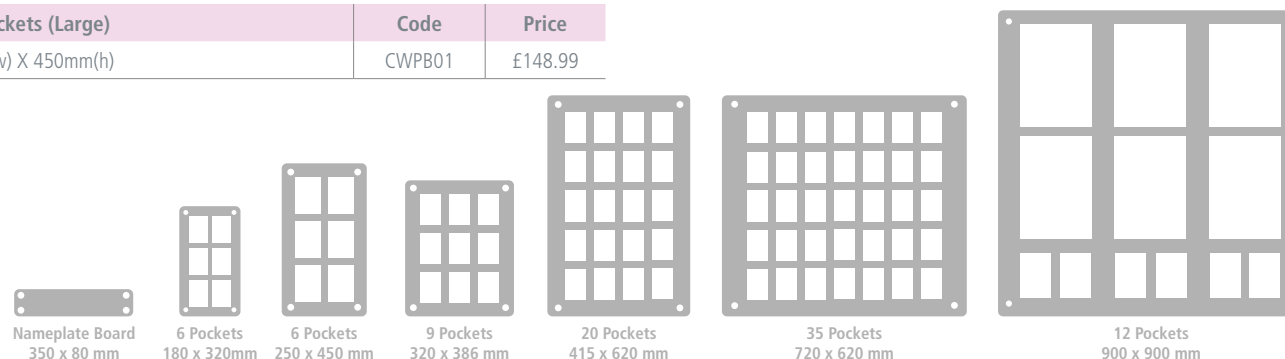 ckets (Large) Code Price
) X 450mm(h) CWPB01 £148.99
Nameplate Board
350 x 80 mm
6 Pockets
180 x 320mm
6 Pockets
250 x 450 mm
9 Pockets
320 x 386 mm
20 Pockets
415 x 620 mm
35 Pockets
720 x 620 mm
12 Pockets
900 x 900 mm